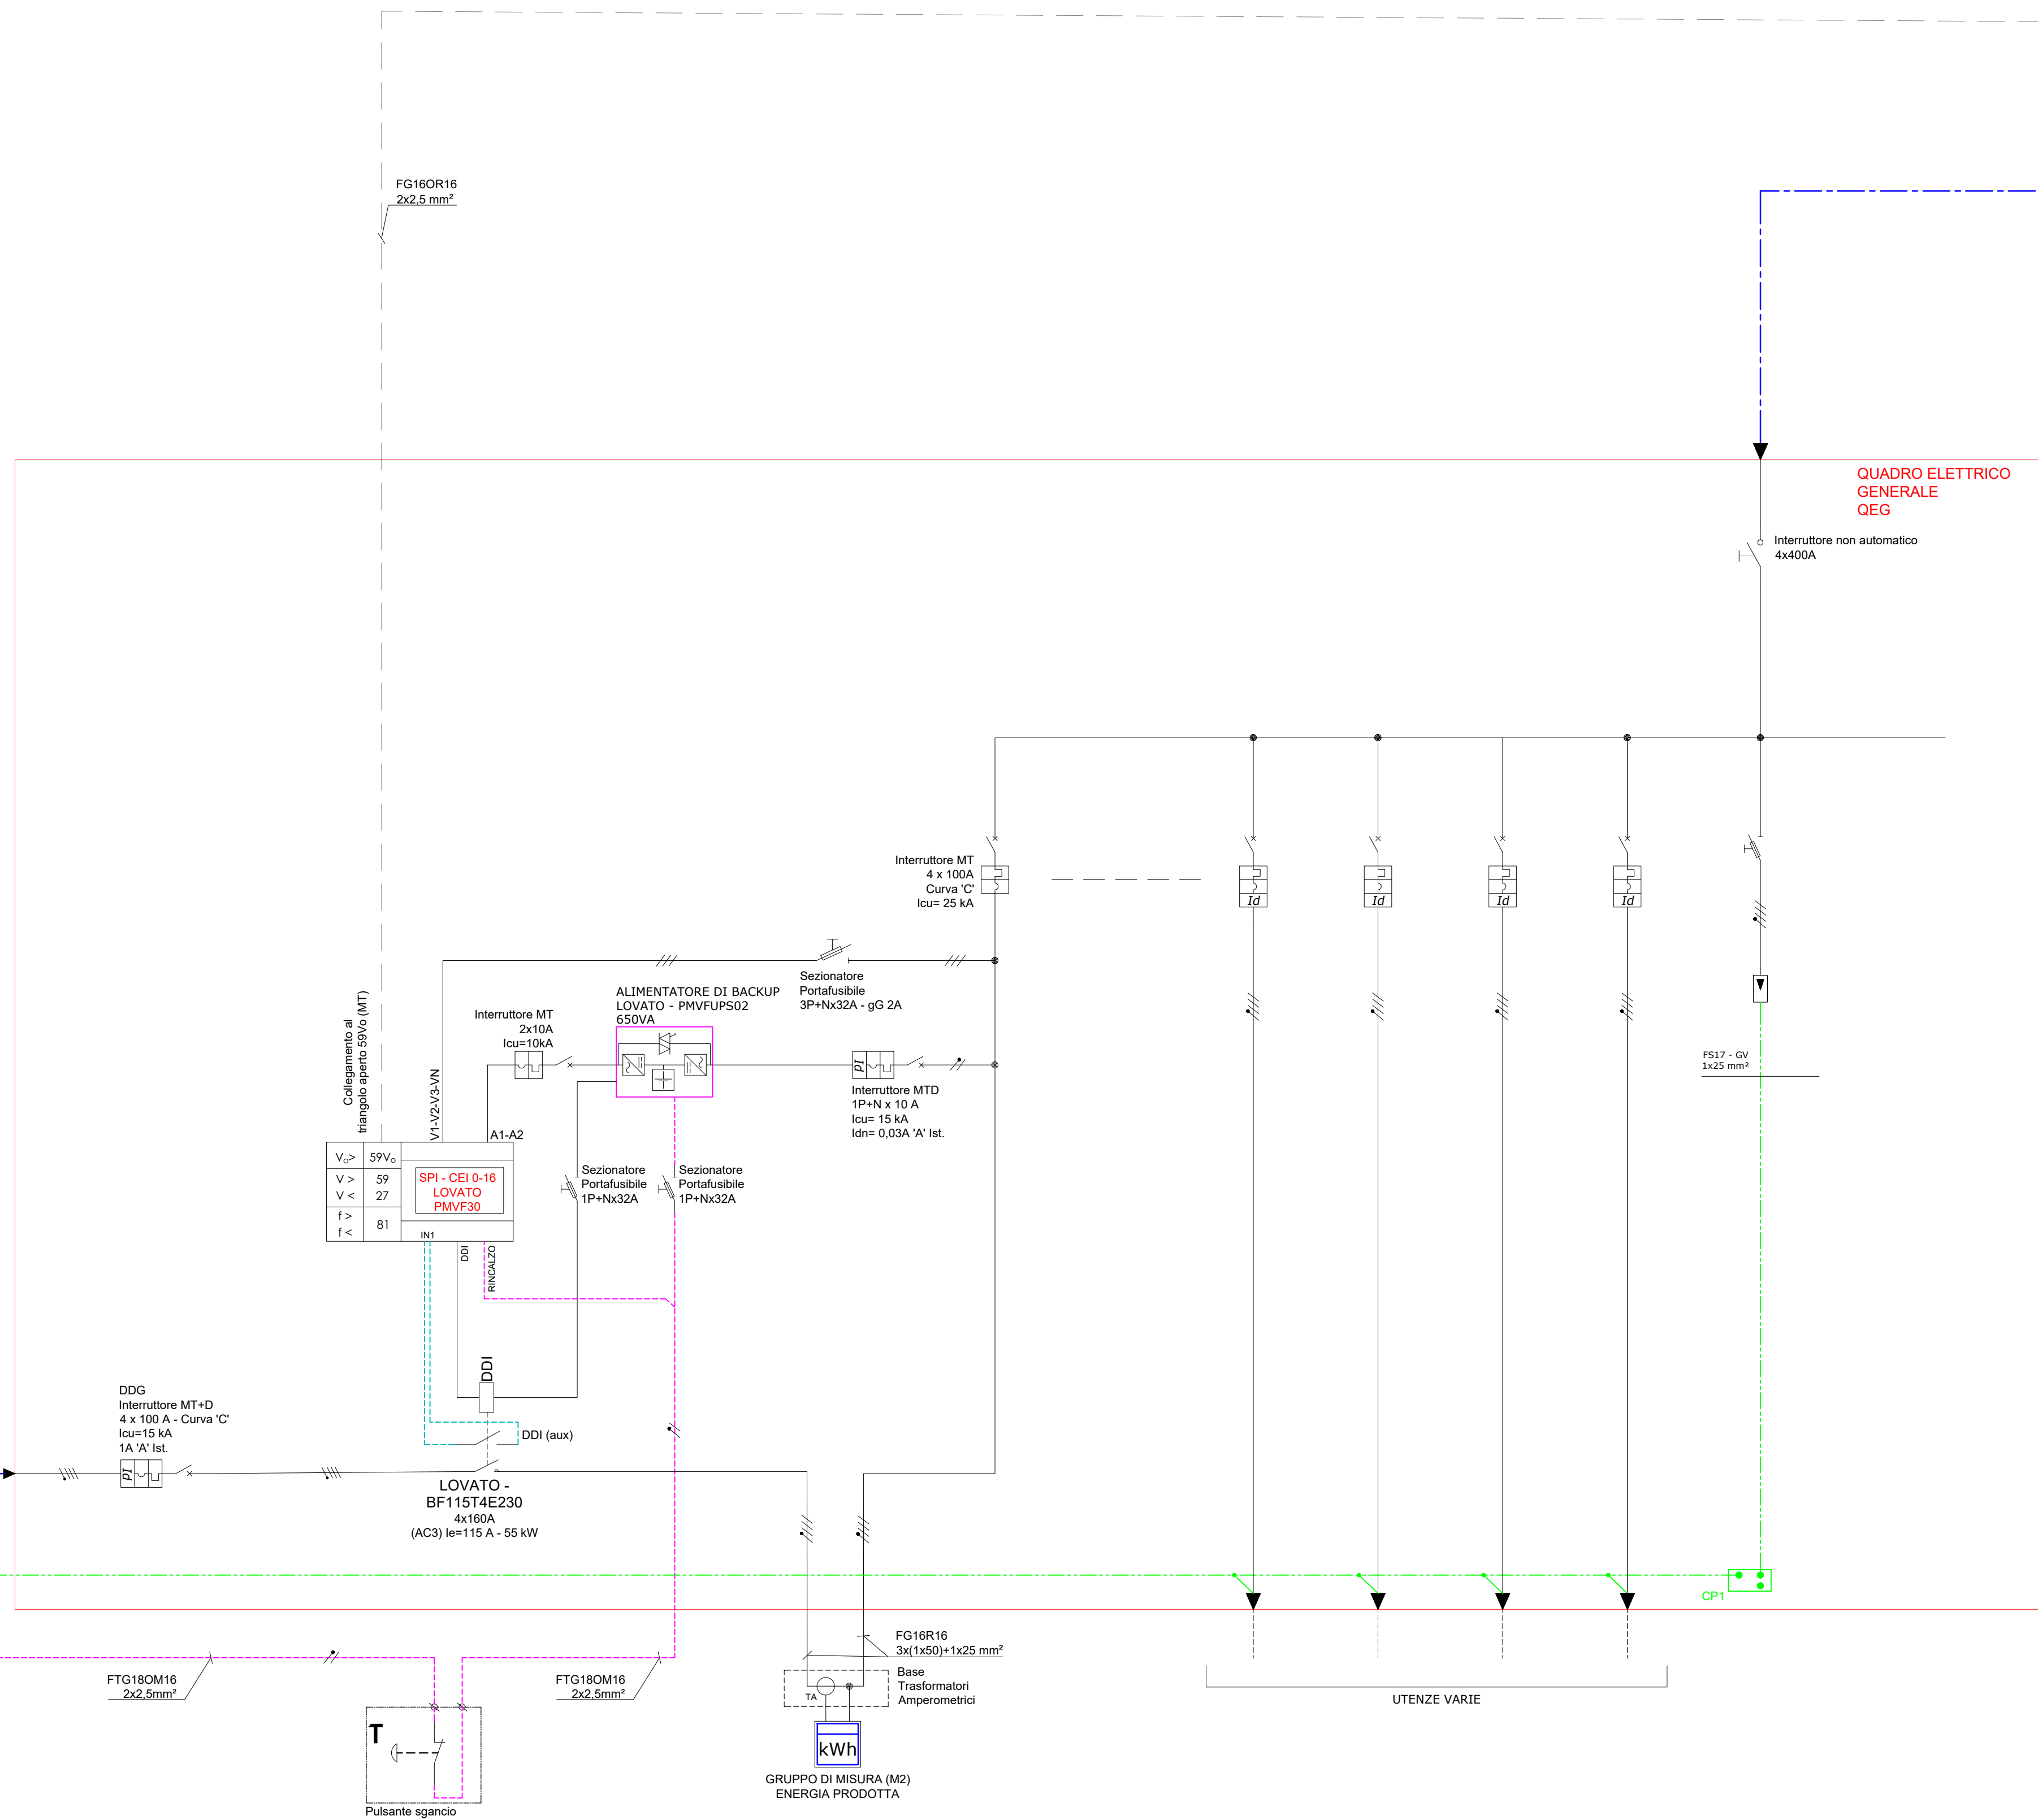 FG16OR16
2x2,5 mm²
QUADRO ELETTRICO
GENERALE
QEG
Interruttore non automatico
4x400A
Interruttore MT
4 x 100A
Curva 'C'
Icu= 25 kA
Id
Id
Id
Id
Sezionatore
Portafusibile
3P+Nx32A - gG 2A
ALIMENTATORE DI BACKUP
LOVATO - PMVFUPS02
650VA
Interruttore MT
2x10A
Icu=10kA
Collegamento al
triangolo aperto 59Vo (MT)
V1-V2-V3-VN
A1-A2
Id
Interruttore MTD
1P+N x 10 A
Icu= 15 kA
Idn= 0,03A 'A' Ist.
FS17 - GV
1x25 mm²
V₀> 59V₀
V > 59
V < 27
f > 81
f <
SPI - CEI 0-16
LOVATO
PMVF30
IN1
DDI
RINCALZO
Sezionatore
Portafusibile
1P+Nx32A
Sezionatore
Portafusibile
1P+Nx32A
DDI
DDI (aux)
DDG
Interruttore MT+D
4 x 100 A - Curva 'C'
Icu=15 kA
1A 'A' Ist.
Id
LOVATO -
BF115T4E230
4x160A
(AC3) Ie=115 A - 55 kW
CP1
FG16R16
3x(1x50)+1x25 mm²
Base
Trasformatori
Amperometrici
TA
kWh
GRUPPO DI MISURA (M2)
ENERGIA PRODOTTA
UTENZE VARIE
FTG18OM16
2x2,5mm²
FTG18OM16
2x2,5mm²
T
Pulsante sgancio